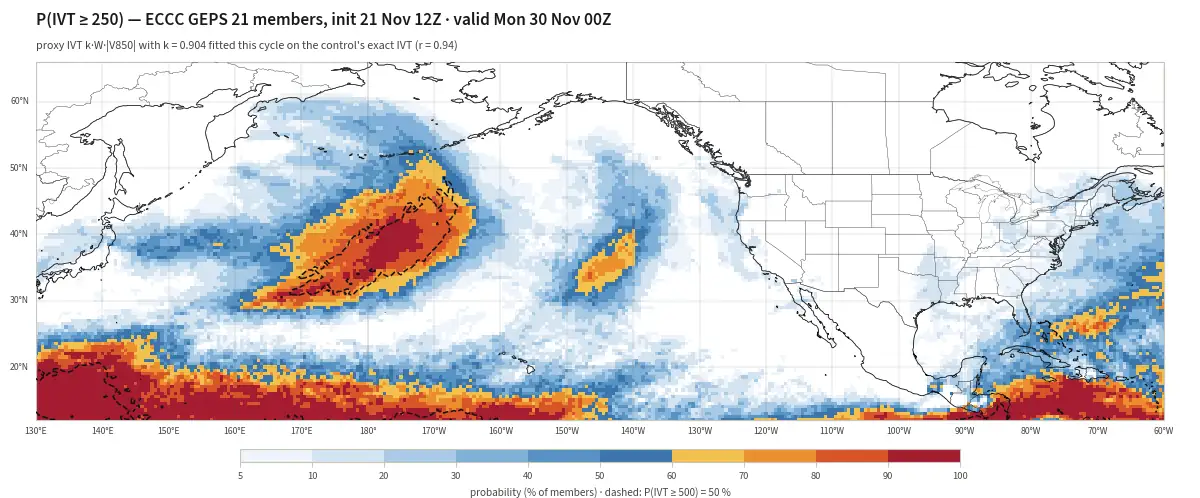 P(IVT ≥ 250) — ECCC GEPS 21 members, init 21 Nov 12Z · valid Mon 30 Nov 00Z
proxy IVT k·W·|V850| with k = 0.904 fitted this cycle on the control's exact IVT (r = 0.94)
60°N
50°N
40°N
30°N
20°N
130°E 140°E 150°E 160°E 170°E 180° 170°W 160°W 150°W 140°W 130°W 120°W 110°W 100°W 90°W 80°W 70°W 60°W
5 10 20 30 40 50 60 70 80 90 100
probability (% of members) · dashed: P(IVT ≥ 500) = 50 %